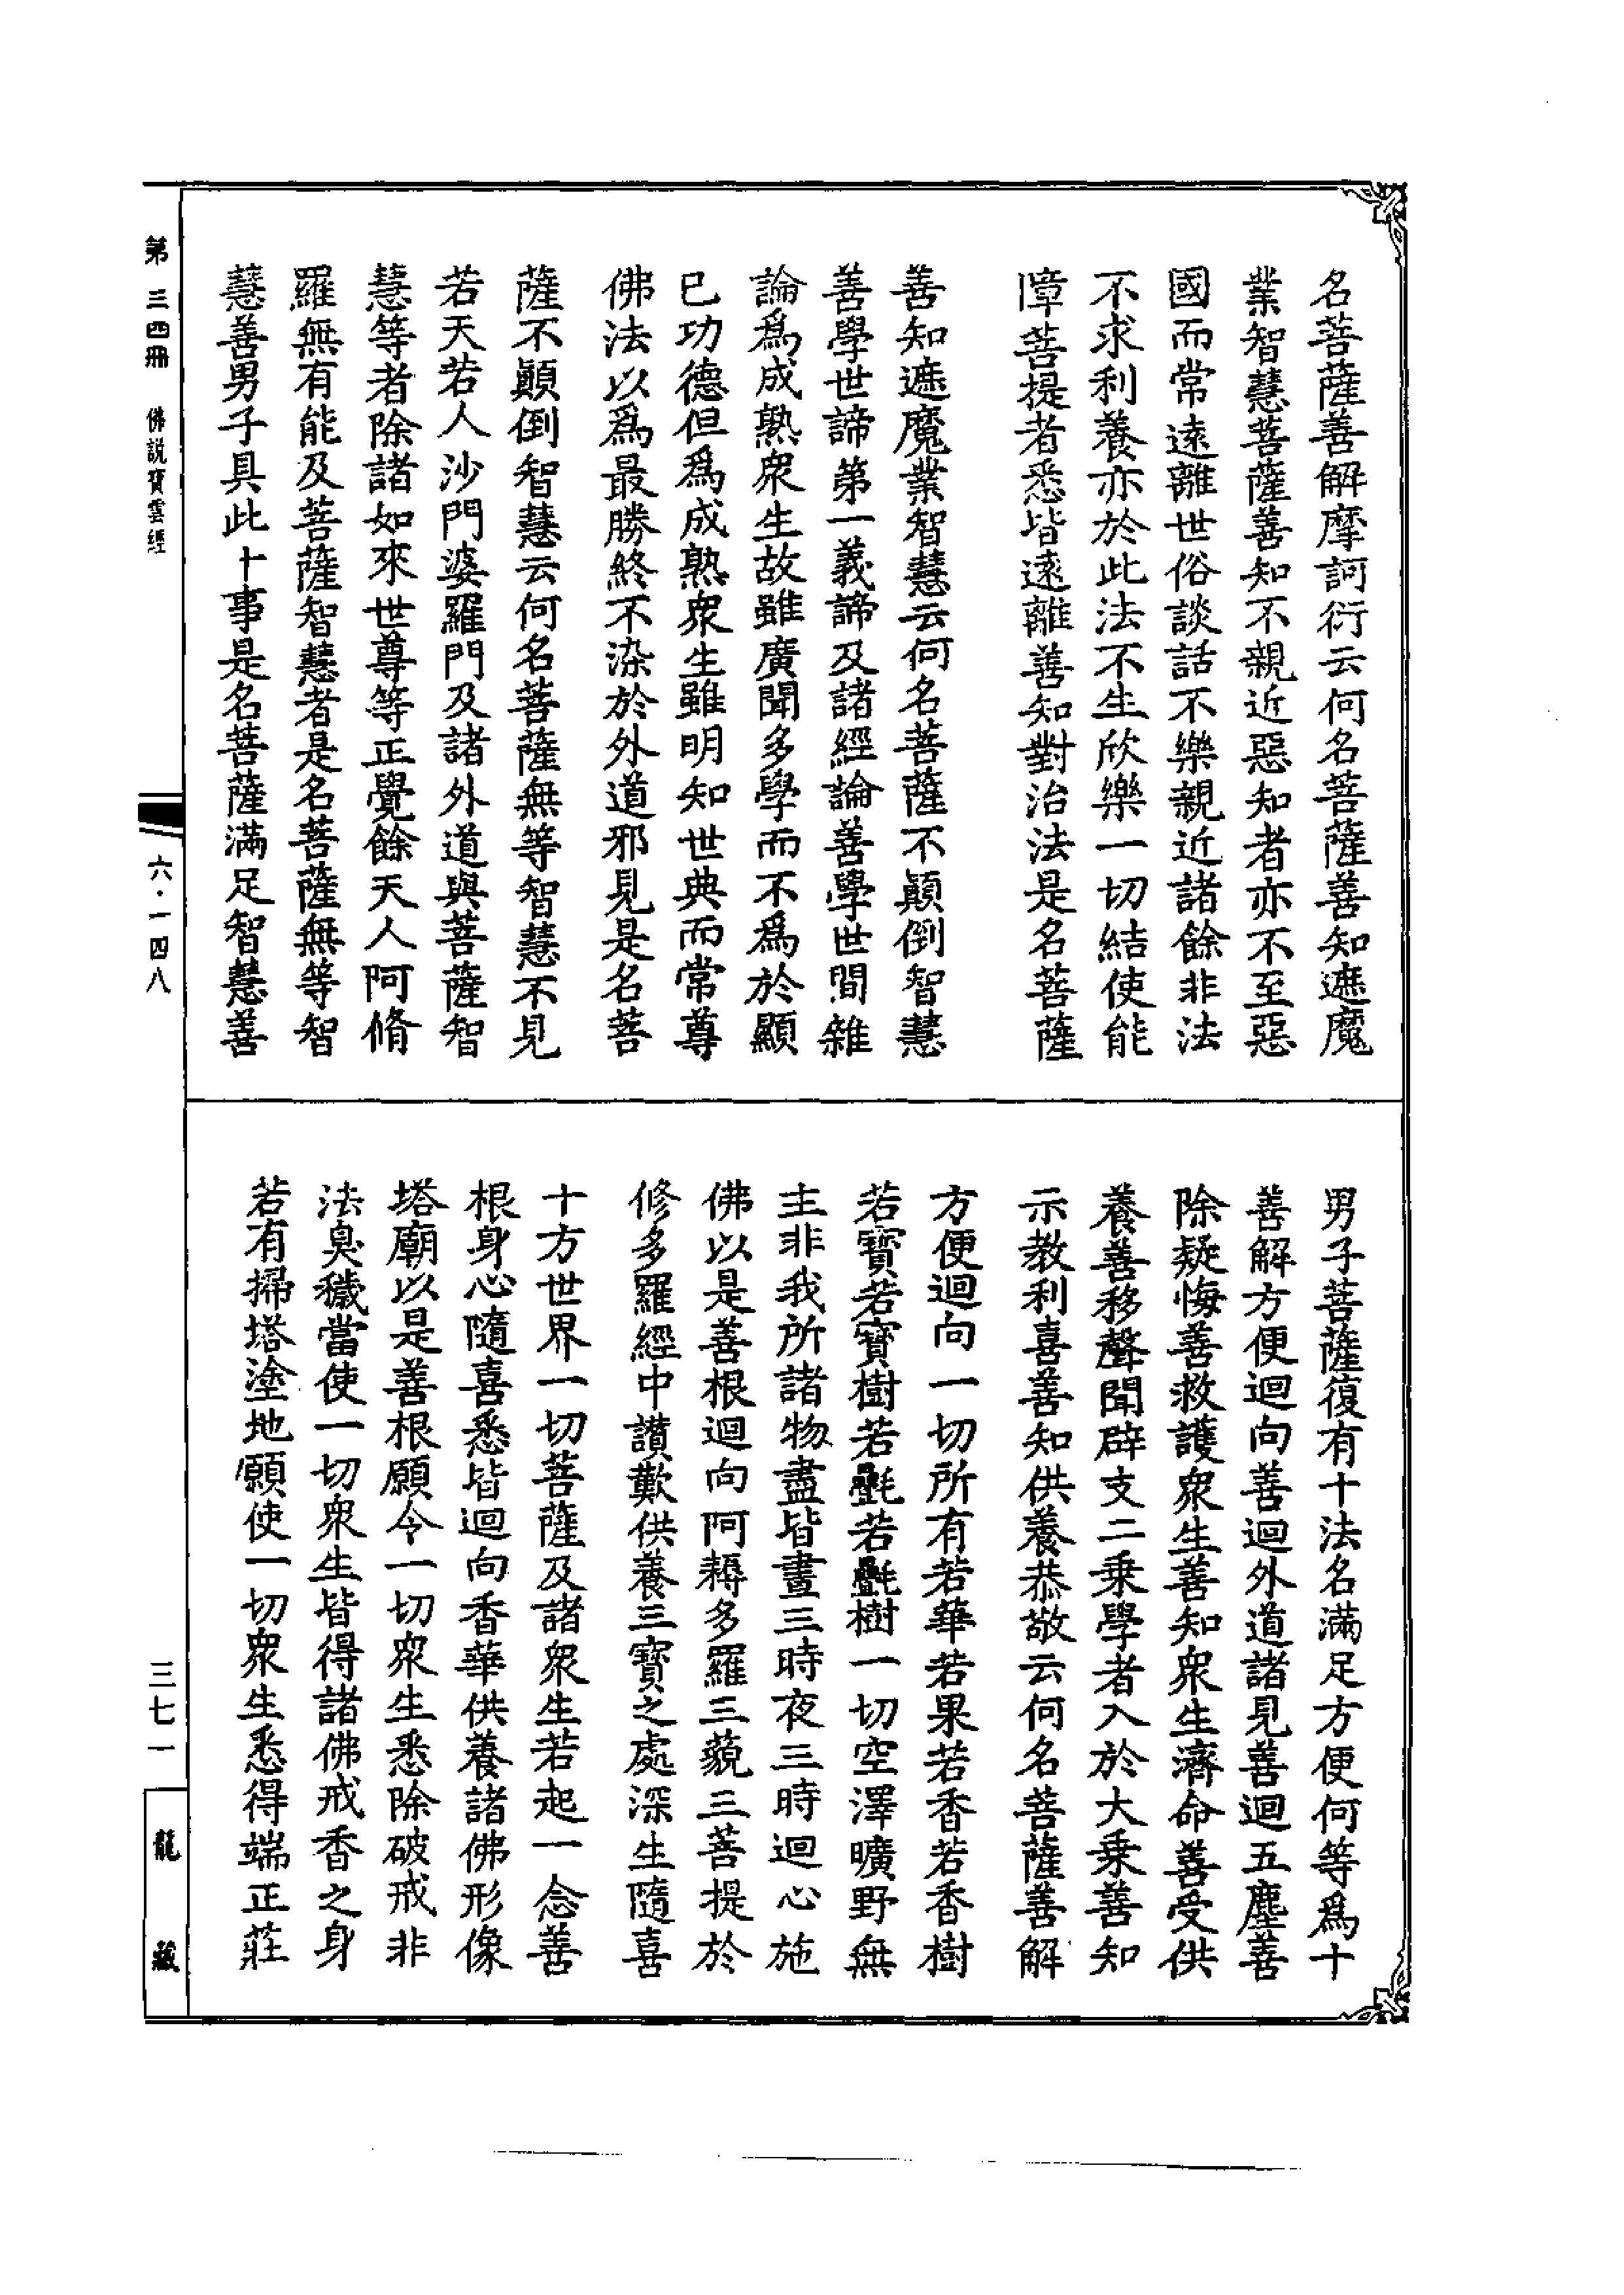 名菩薩善解摩訶衍云何名菩薩善知遮魔
業智慧菩薩善知不親近惡知者亦不至惡
國而常遠離世俗談話不樂親近諸餘非法
不求利養亦於此法不生欣樂一切結使能
障菩提者悉皆遠離善知對治法是名菩薩
善知遮魔業智慧云何名菩薩不顛倒智慧
善學世諦第一義諦及諸經論善學世間雜
論爲成熟衆生故雖廣聞多學而不爲於顯
已功德但爲成熟衆生雖明知世典而常尊
佛法以爲最勝終不染於外道邪見是名菩
薩不顛倒智慧云何名菩薩無等智慧不見
若天若人沙門婆羅門及諸外道與菩薩智
慧等者除諸如來世尊等正覺餘天人阿脩
羅無有能及菩薩智慧者是名菩薩無等智
慧善男子具此十事是名菩薩滿足智慧善
男子菩薩復有十法名滿足方便何等爲十
善解方便迴向善迴外道諸見善迴五塵善
除疑悔善救護衆生善知衆生濟命善受供
養善移聲聞辟支二乗學者入於大乗善知
示教利喜善知供養恭敬云何名菩薩善解
方便迴向一切所有若華若果若香若香樹
若寶若寶樹若㲲若㲲樹一切空澤曠野無
主非我所諸物盡皆晝三時夜三時迴心施
佛以是善根迴向阿耨多羅三藐三菩提於
修多羅經中讃歎供養三寶之處深生隨喜
十方世界一切菩薩及諸衆生若起一念善
根身心隨喜悉皆迴向香華供養諸佛形像
塔廟以是善根願令一切衆生悉除破戒非
法臭穢當使一切衆生皆得諸佛戒香之身
若有掃塔塗地願使一切衆生悉得端正莊
第三四冊 佛説寶雲經
六·一四八
三七一
龍藏